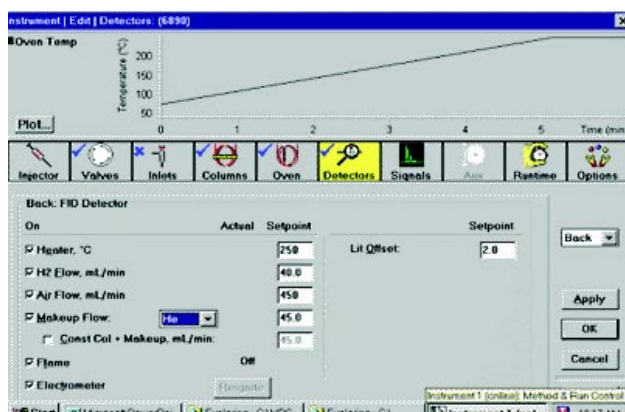 nstrument | Edit | Detectors: (6890)
Oven Temp
Temperature (°C)
200
150
100
50
Plot...
0 1 2 3 4 5 Time (min
Injector Valves Inlets Columns Oven Detectors Signals Aux Runtime Options
Back: FID Detector
On Actual Setpoint Setpoint
Heater, °C 250 Lit Offset: 2.0
Back
H2 Flow, mL/min 40.0
Air Flow, mL/min 450
Apply
Makeup Flow: He 45.0
OK
Const Col + Makeup, mL/min: 45.0
Flame Off
Cancel
Electrometer Reignite
Instrument 1 (online): Method & Run Control
Start